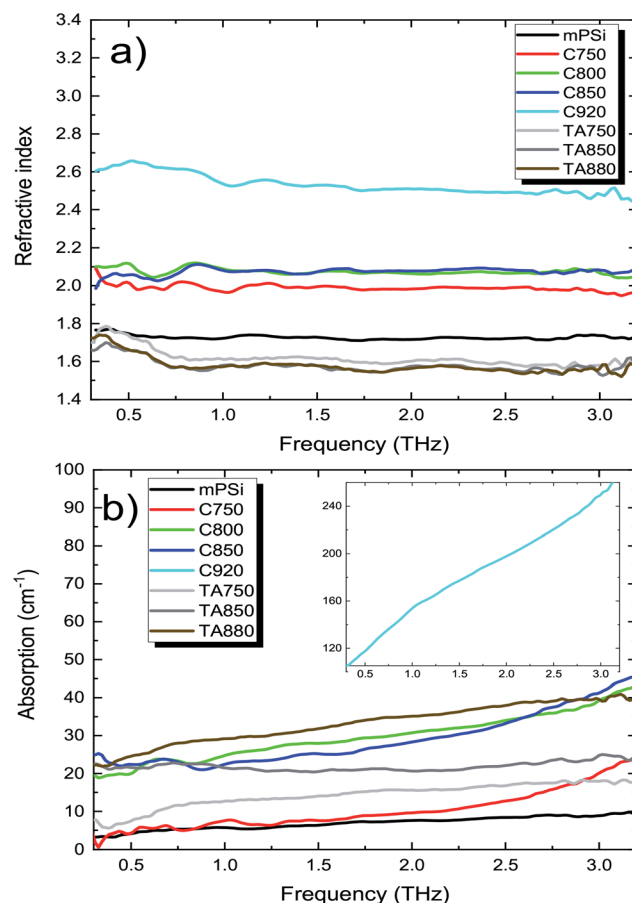 a)
3.4
3.2
3.0
2.8
2.6
2.4
2.2
2.0
1.8
1.6
1.4
Refractive index
mPSi
C750
C800
C850
C920
TA750
TA850
TA880
0.5 1.0 1.5 2.0 2.5 3.0
Frequency (THz)
b)
100
90
80
70
60
50
40
30
20
10
0
Absorption (cm⁻¹)
mPSi
C750
C800
C850
C920
TA750
TA850
TA880
240
200
160
120
0.5 1.0 1.5 2.0 2.5 3.0
0.5 1.0 1.5 2.0 2.5 3.0
Frequency (THz)